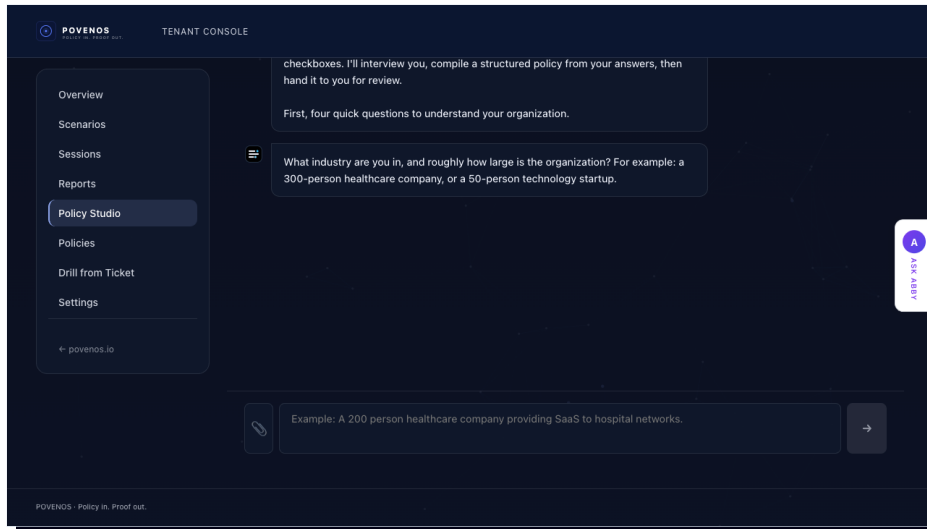 POVENOS
POLICY IN. PROOF OUT.
TENANT CONSOLE
Overview
Scenarios
Sessions
Reports
Policy Studio
Policies
Drill from Ticket
Settings
← povenos.io
checkboxes. I'll interview you, compile a structured policy from your answers, then
hand it to you for review.
First, four quick questions to understand your organization.
What industry are you in, and roughly how large is the organization? For example: a
300-person healthcare company, or a 50-person technology startup.
A
ASK ABBY
Example: A 200 person healthcare company providing SaaS to hospital networks.
POVENOS · Policy in. Proof out.